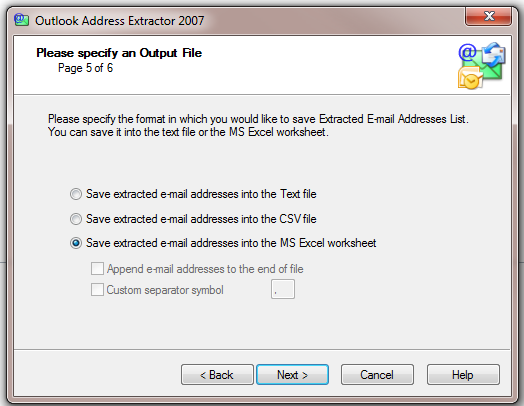 Outlook Address Extractor 2007
Please specify an Output File
Page 5 of 6
Please specify the format in which you would like to save Extracted E-mail Addresses List.
You can save it into the text file or the MS Excel worksheet.
Save extracted e-mail addresses into the Text file
Save extracted e-mail addresses into the CSV file
Save extracted e-mail addresses into the MS Excel worksheet
Append e-mail addresses to the end of file
Custom separator symbol ,
< Back Next > Cancel Help